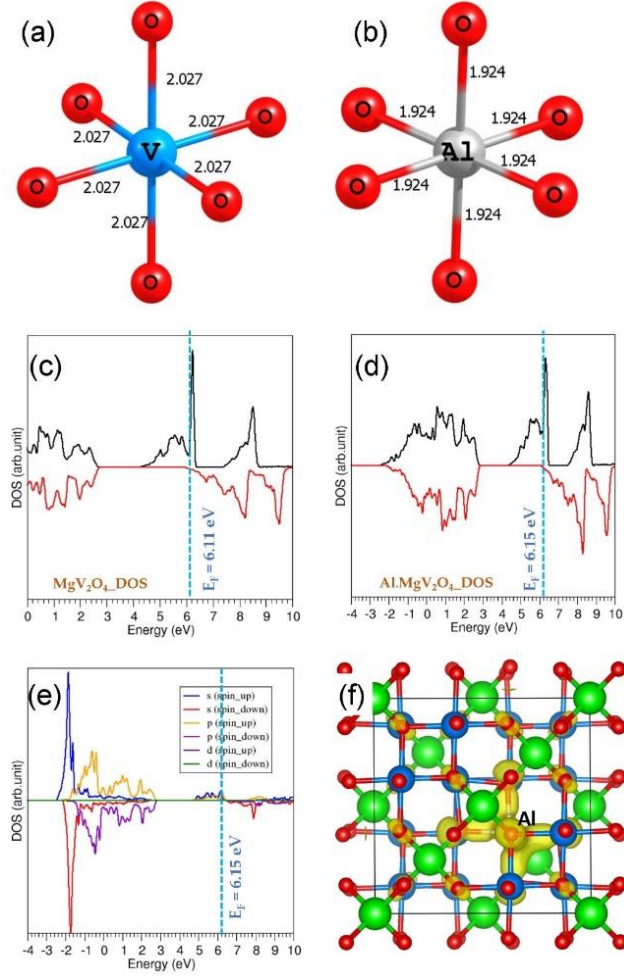 (a)
O
2.027
O
2.027
O
2.027
V
2.027
O
2.027
O
2.027
O
(b)
O
1.924
O
1.924
O
1.924
Al
1.924
O
1.924
O
1.924
O
(c)
DOS (arb.unit)
E_F = 6.11 eV
MgV₂O₄_DOS
0 1 2 3 4 5 6 7 8 9 10
Energy (eV)
(d)
DOS (arb.unit)
E_F = 6.15 eV
Al.MgV₂O₄_DOS
-4 -3 -2 -1 0 1 2 3 4 5 6 7 8 9 10
Energy (eV)
(e)
DOS (arb.unit)
s (spin_up)
s (spin_down)
p (spin_up)
p (spin_down)
d (spin_up)
d (spin_down)
E_F = 6.15 eV
-4 -3 -2 -1 0 1 2 3 4 5 6 7 8 9 10
Energy (eV)
(f)
Al